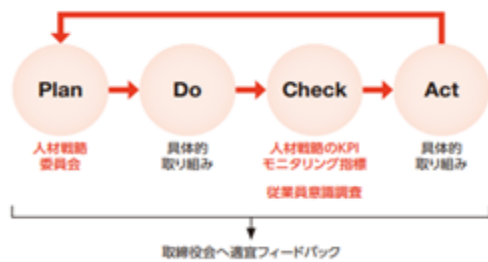 Plan
Do
Check
Act
人材戦略
委員会
具体的
取り組み
人材戦略のKPI
モニタリング指標
従業員意識調査
具体的
取り組み
取締役会へ適宜フィードバック